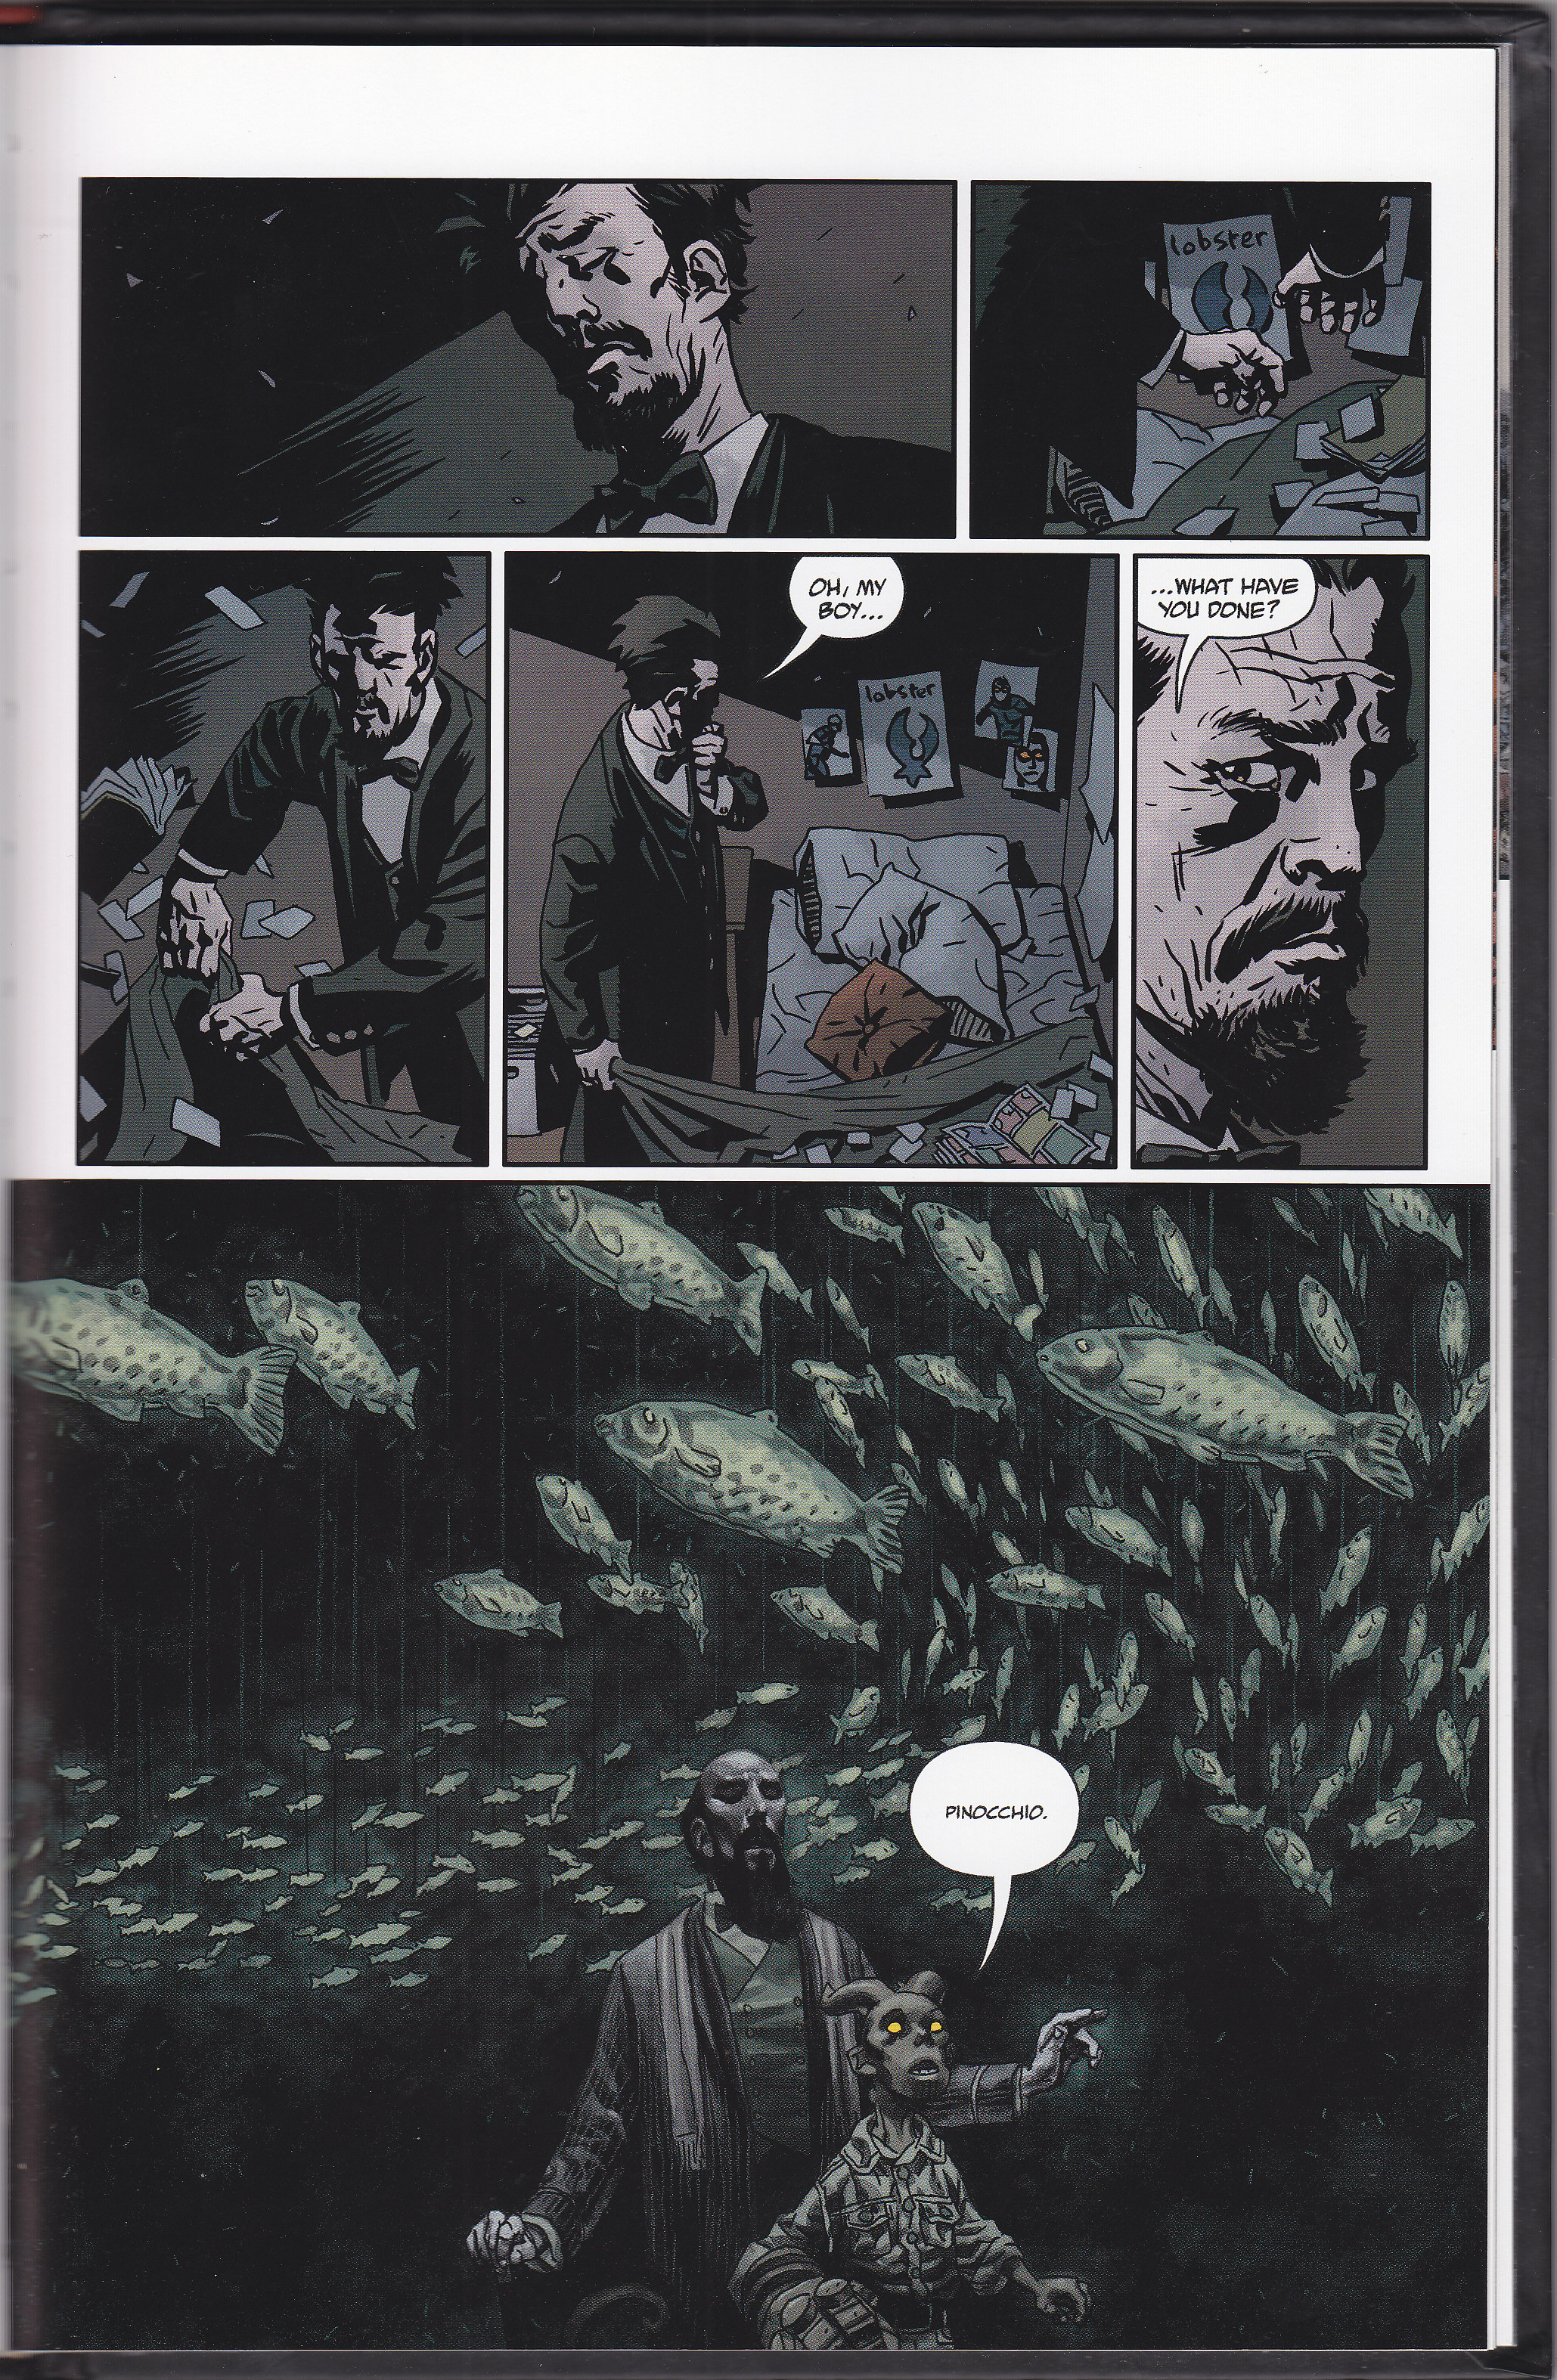 lobster
OH, MY
BOY...
lobster
...WHAT HAVE
YOU DONE?
PINOCCHIO.